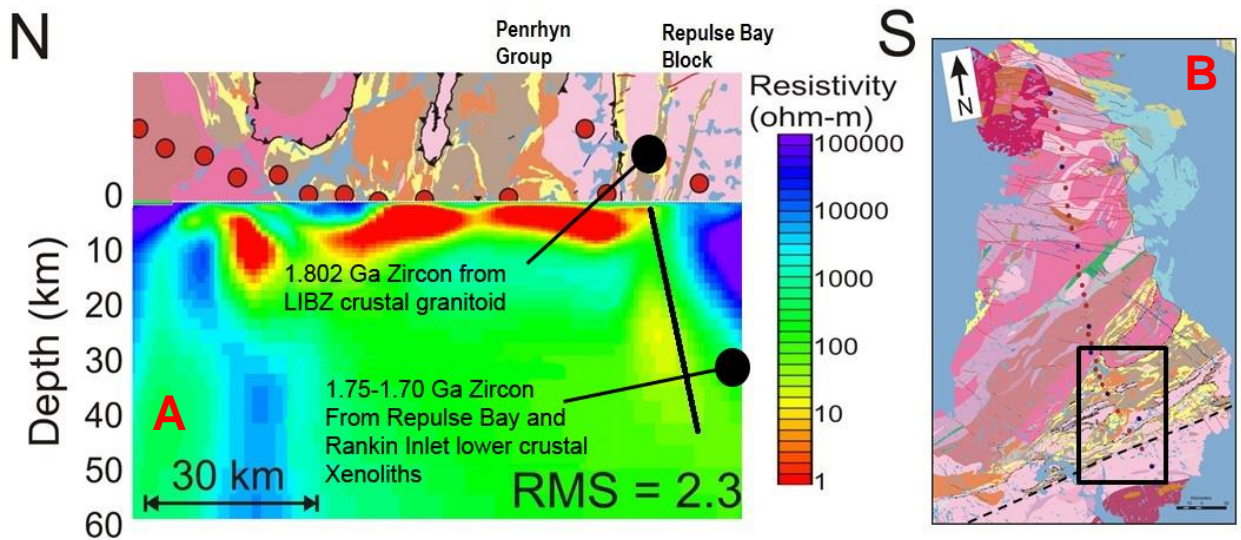 N
Penrhyn
Group
Repulse Bay
Block
S
B
N
Resistivity
(ohm-m)
100000
10000
1000
100
10
1
0
10
20
30
40
50
60
Depth (km)
1.802 Ga Zircon from
LIBZ crustal granitoid
1.75-1.70 Ga Zircon
From Repulse Bay and
Rankin Inlet lower crustal
Xenoliths
A
30 km
RMS = 2.3